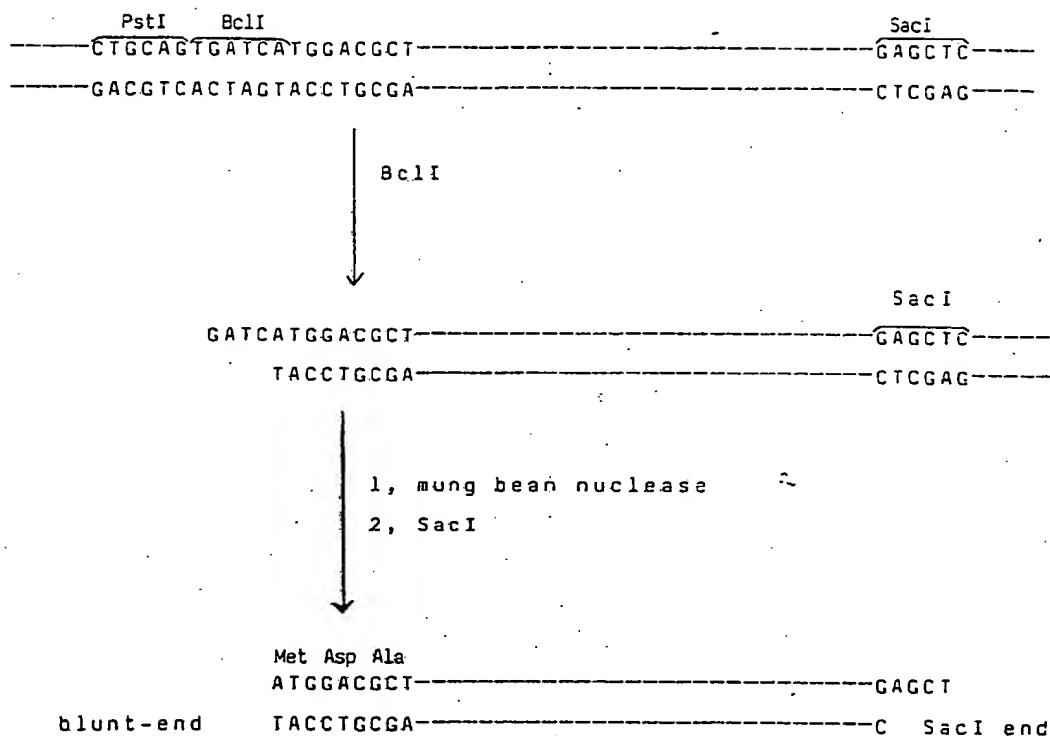 PstI BclI SacI
-----CTGCAGTGATCATGGACGCT------------------------------GAGCTC----
-----GACGTCACTAGTACCTGCGA------------------------------CTCGAG----
BclI
SacI
GATCATGGACGCT------------------------------GAGCTC-----
TACCTGCGA------------------------------CTCGAG-----
1, mung bean nuclease
2, SacI
Met Asp Ala
ATGGACGCT------------------------------GAGCT
blunt-end TACCTGCGA------------------------------C SacI end